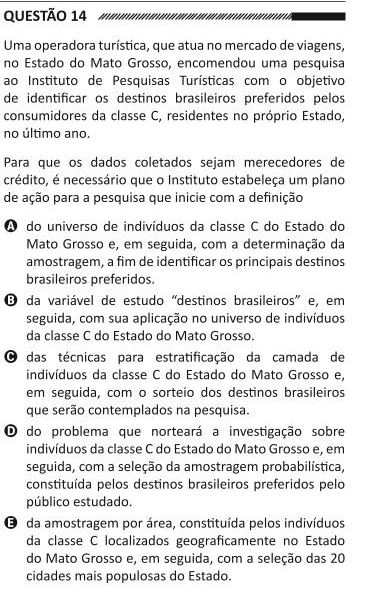 QUESTÃO 14
Uma operadora turística, que atua no mercado de viagens,
no Estado do Mato Grosso, encomendou uma pesquisa
ao Instituto de Pesquisas Turísticas com o objetivo
de identificar os destinos brasileiros preferidos pelos
consumidores da classe C, residentes no próprio Estado,
no último ano.
Para que os dados coletados sejam merecedores de
crédito, é necessário que o Instituto estabeleça um plano
de ação para a pesquisa que inicie com a definição
A do universo de indivíduos da classe C do Estado do
Mato Grosso e, em seguida, com a determinação da
amostragem, a fim de identificar os principais destinos
brasileiros preferidos.
B da variável de estudo “destinos brasileiros” e, em
seguida, com sua aplicação no universo de indivíduos
da classe C do Estado do Mato Grosso.
C das técnicas para estratificação da camada de
indivíduos da classe C do Estado do Mato Grosso e,
em seguida, com o sorteio dos destinos brasileiros
que serão contemplados na pesquisa.
D do problema que norteará a investigação sobre
indivíduos da classe C do Estado do Mato Grosso e, em
seguida, com a seleção da amostragem probabilística,
constituída pelos destinos brasileiros preferidos pelo
público estudado.
E da amostragem por área, constituída pelos indivíduos
da classe C localizados geograficamente no Estado
do Mato Grosso e, em seguida, com a seleção das 20
cidades mais populosas do Estado.